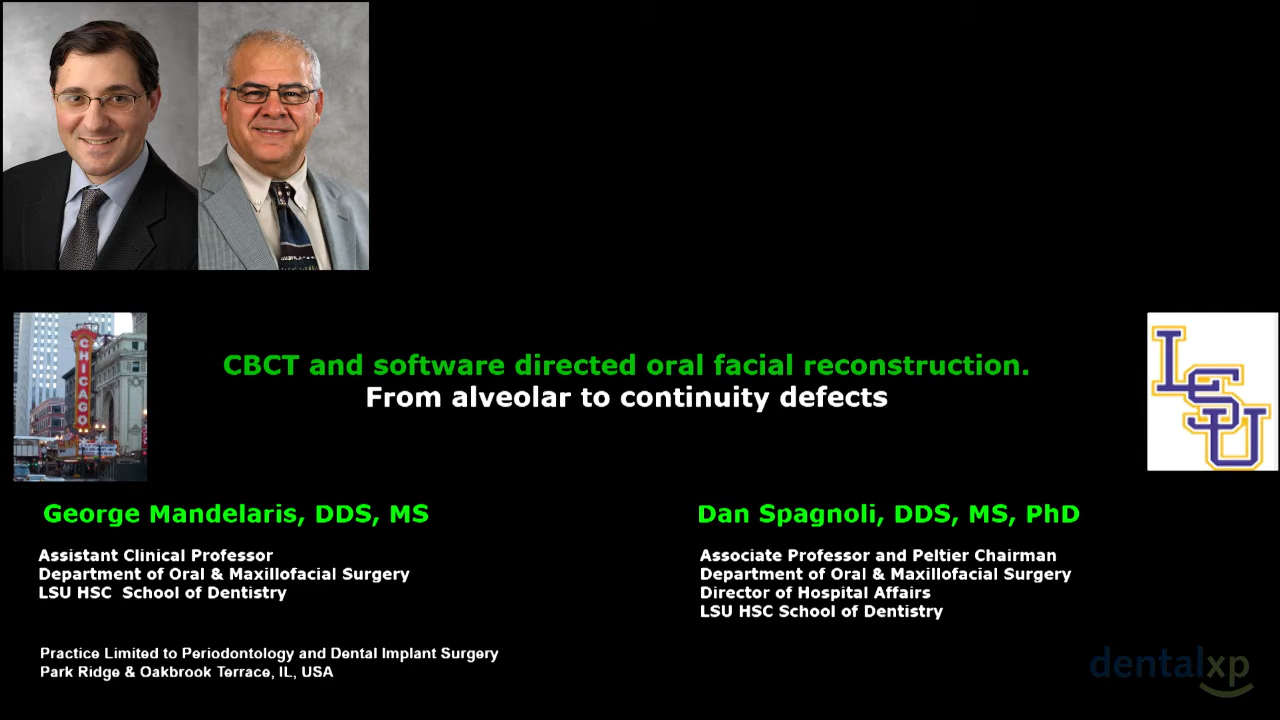 CHICAGO
CBCT and software directed oral facial reconstruction.
From alveolar to continuity defects
LSU
George Mandelaris, DDS, MS
Assistant Clinical Professor
Department of Oral & Maxillofacial Surgery
LSU HSC  School of Dentistry
Practice Limited to Periodontology and Dental Implant Surgery
Park Ridge & Oakbrook Terrace, IL, USA
Dan Spagnoli, DDS, MS, PhD
Associate Professor and Peltier Chairman
Department of Oral & Maxillofacial Surgery
Director of Hospital Affairs
LSU HSC School of Dentistry
dentalxp